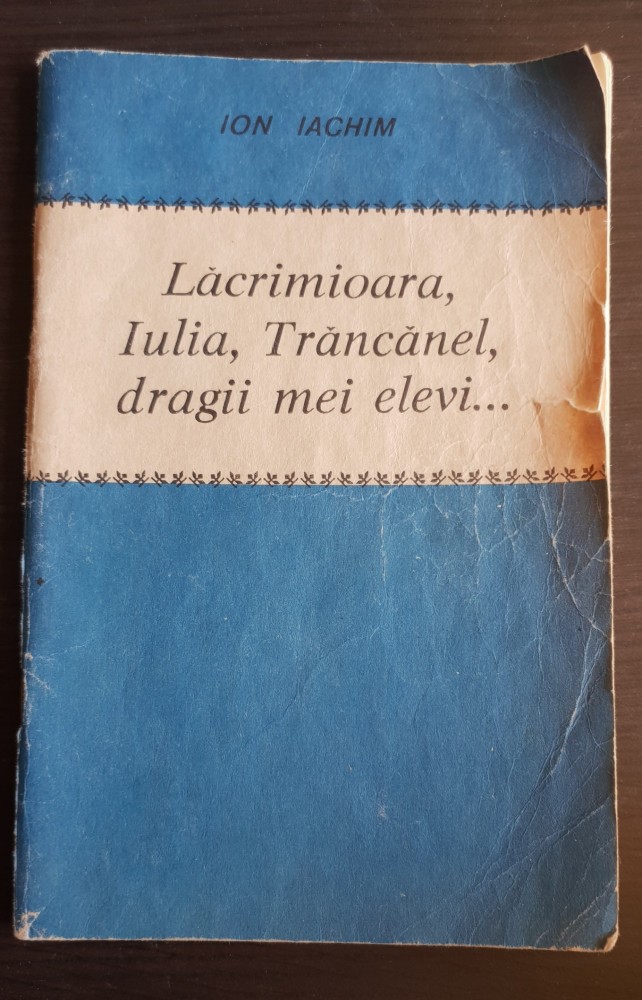 ION IACHIM
Lăcrimioara,
Iulia, Trăncănel,
dragii mei elevi...